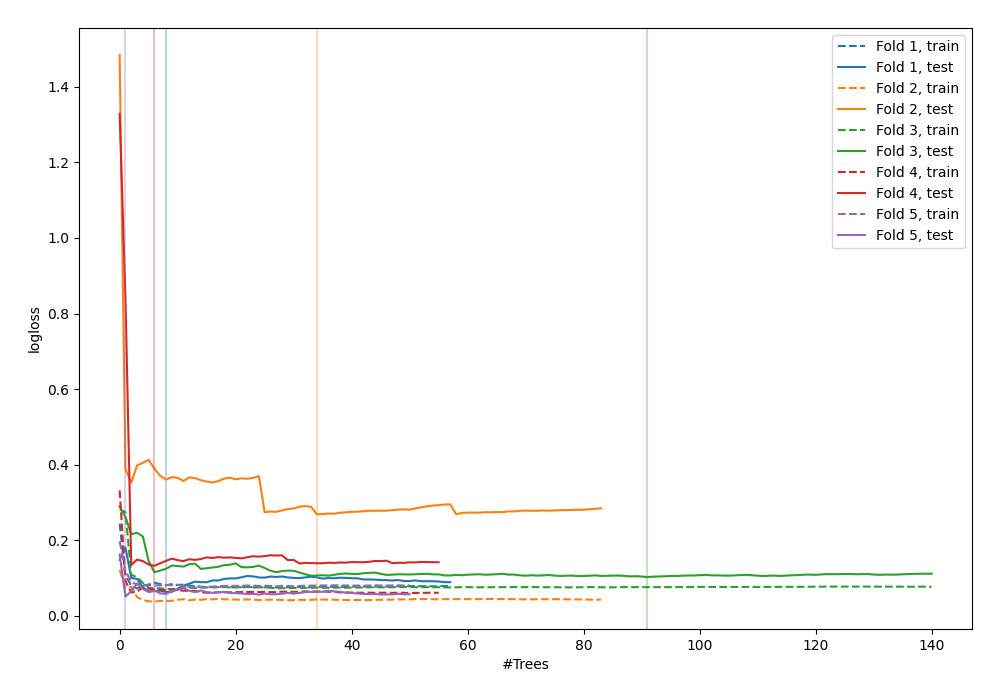 1.4
1.2
1.0
0.8
0.6
0.4
0.2
0.0
logloss
0 20 40 60 80 100 120 140
#Trees
Fold 1, train
Fold 1, test
Fold 2, train
Fold 2, test
Fold 3, train
Fold 3, test
Fold 4, train
Fold 4, test
Fold 5, train
Fold 5, test